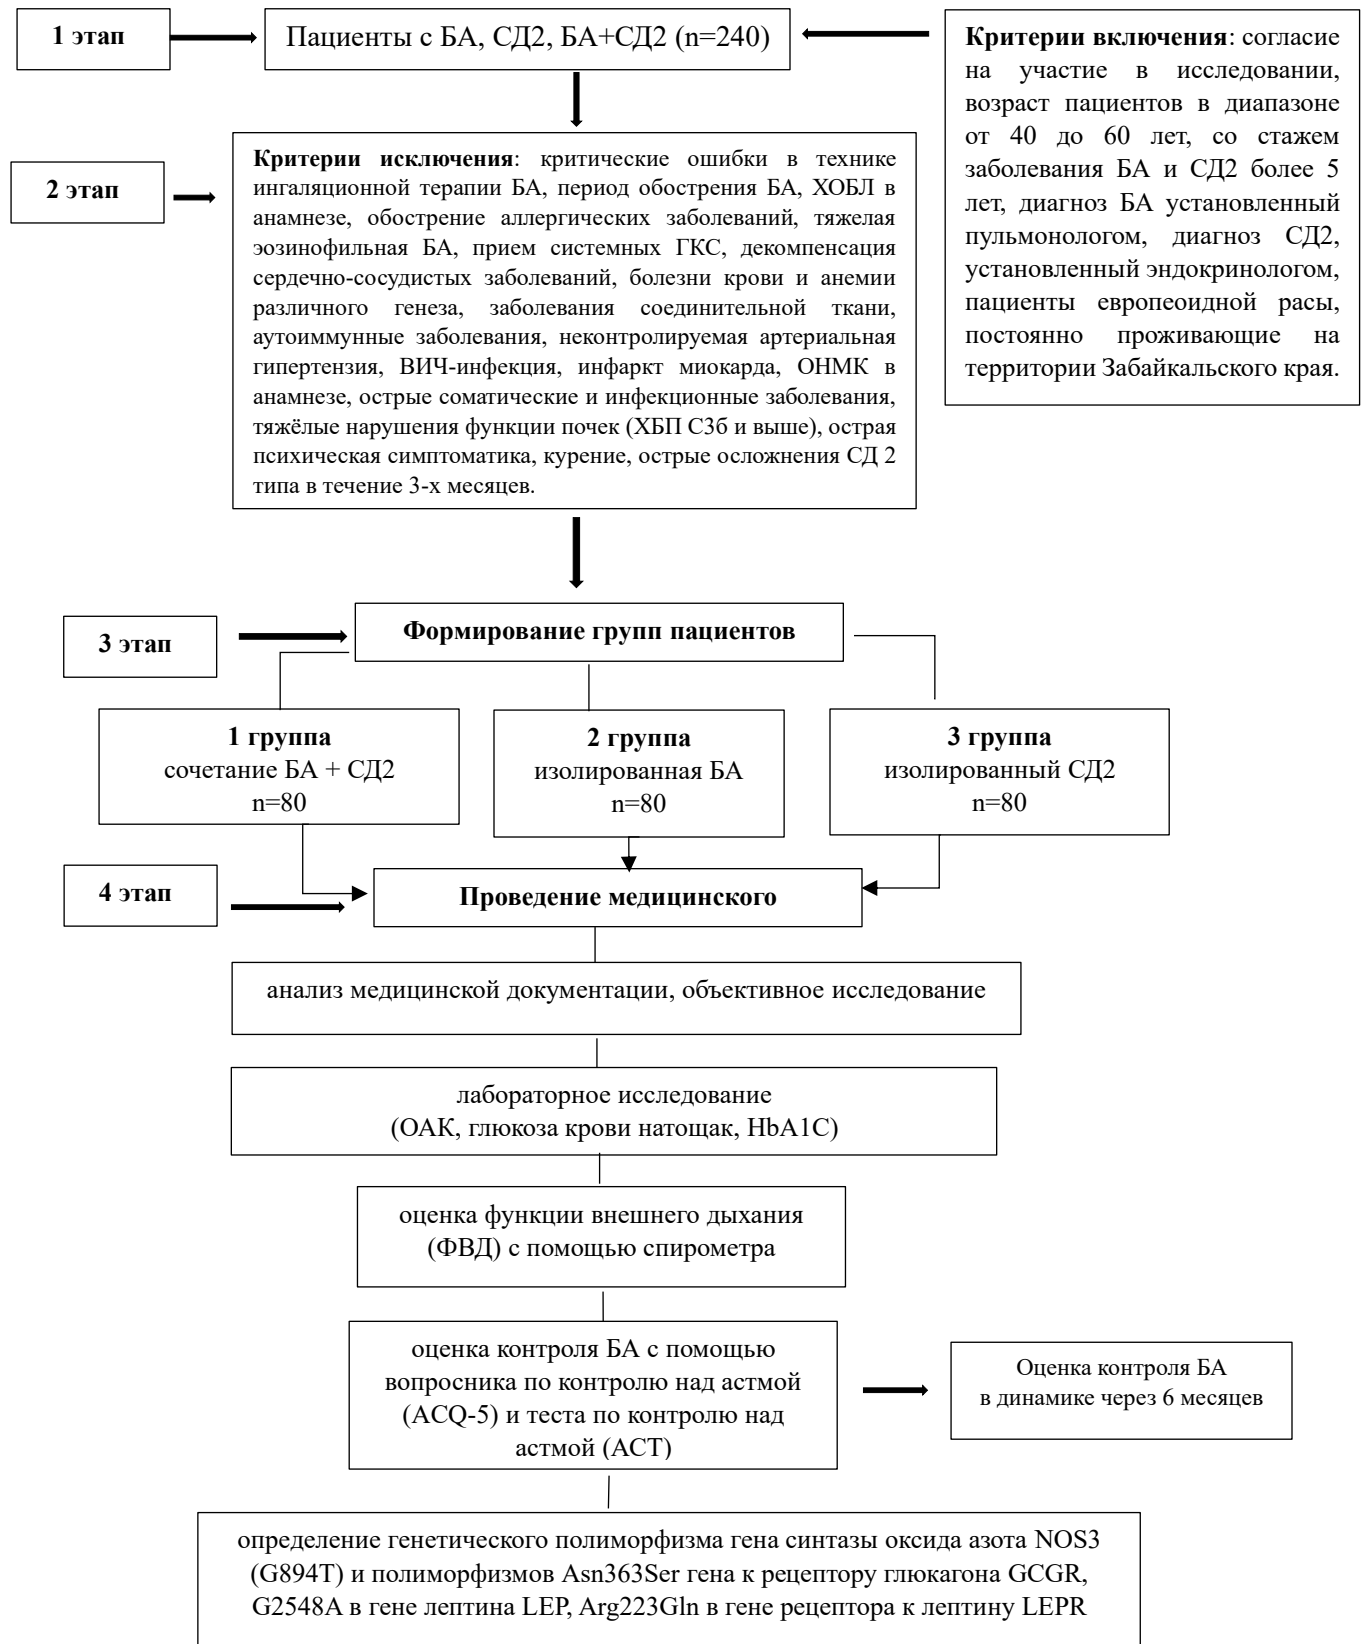 1 этап
Пациенты с БА, СД2, БА+СД2 (n=240)
Критерии включения: согласие
на участие в исследовании,
возраст пациентов в диапазоне
от 40 до 60 лет, со стажем
заболевания БА и СД2 более 5
лет, диагноз БА установленный
пульмонологом, диагноз СД2,
установленный эндокринологом,
пациенты европеоидной расы,
постоянно проживающие на
территории Забайкальского края.
2 этап
Критерии исключения: критические ошибки в технике
ингаляционной терапии БА, период обострения БА, ХОБЛ в
анамнезе, обострение аллергических заболеваний, тяжелая
эозинофильная БА, прием системных ГКС, декомпенсация
сердечно-сосудистых заболеваний, болезни крови и анемии
различного генеза, заболевания соединительной ткани,
аутоиммунные заболевания, неконтролируемая артериальная
гипертензия, ВИЧ-инфекция, инфаркт миокарда, ОНМК в
анамнезе, острые соматические и инфекционные заболевания,
тяжёлые нарушения функции почек (ХБП С3б и выше), острая
психическая симптоматика, курение, острые осложнения СД 2
типа в течение 3-х месяцев.
3 этап
Формирование групп пациентов
1 группа
сочетание БА + СД2
n=80
2 группа
изолированная БА
n=80
3 группа
изолированный СД2
n=80
4 этап
Проведение медицинского
анализ медицинской документации, объективное исследование
лабораторное исследование
(ОАК, глюкоза крови натощак, HbA1C)
оценка функции внешнего дыхания
(ФВД) с помощью спирометра
оценка контроля БА с помощью
вопросника по контролю над астмой
(ACQ-5) и теста по контролю над
астмой (АСТ)
Оценка контроля БА
в динамике через 6 месяцев
определение генетического полиморфизма гена синтазы оксида азота NOS3
(G894T) и полиморфизмов Asn363Ser гена к рецептору глюкагона GCGR,
G2548A в гене лептина LEP, Arg223Gln в гене рецептора к лептину LEPR